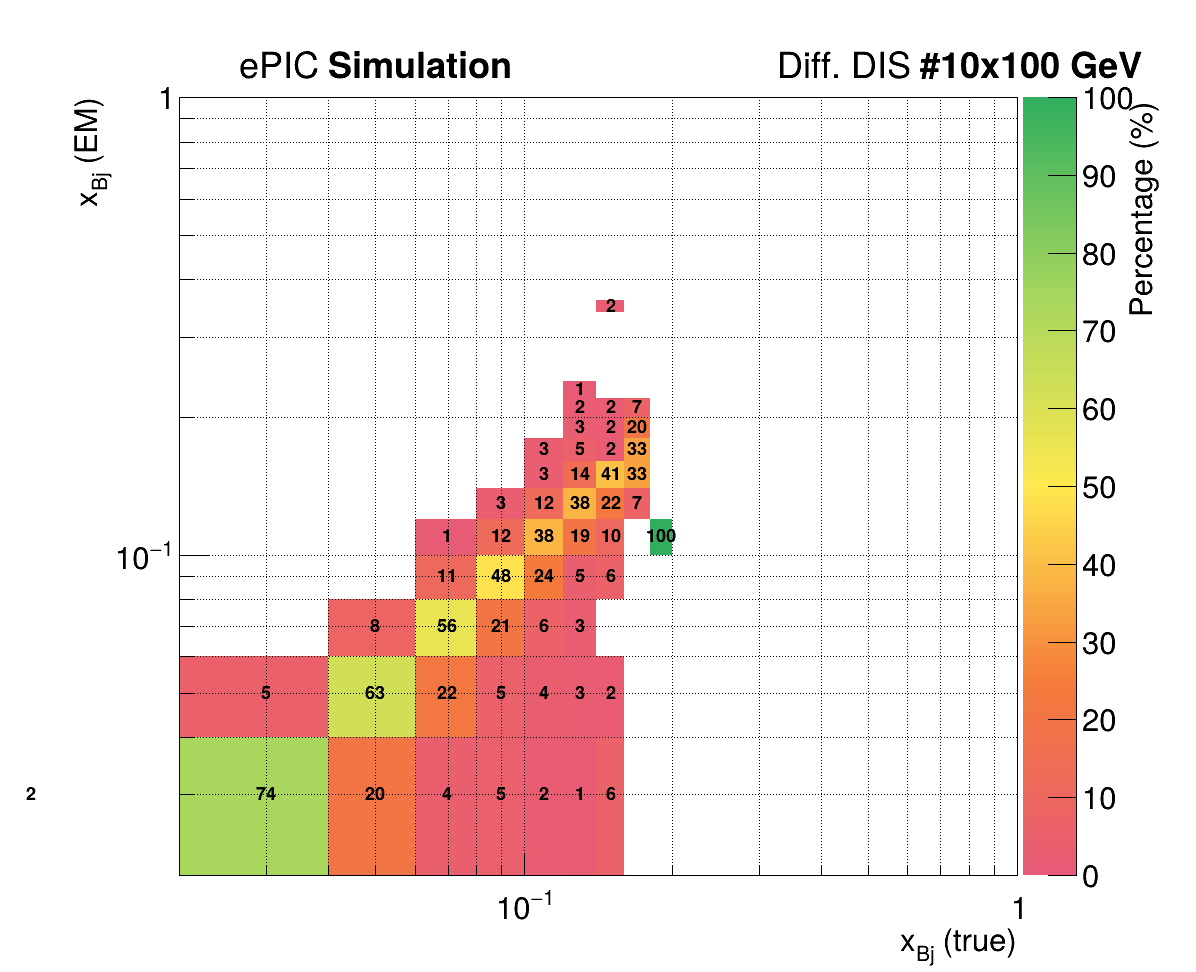 ePIC Simulation
Diff. DIS #10x100 GeV
x_Bj (EM)
1
10⁻¹
2
1
2 2 7
3 2 20
3 5 2 33
3 14 41 33
3 12 38 22 7
1 12 38 19 10 100
11 48 24 5 6
8 56 21 6 3
5 63 22 5 4 3 2
2 74 20 4 5 2 1 6
10⁻¹ 1
x_Bj (true)
100
90
80
70
60
50
40
30
20
10
0
Percentage (%)